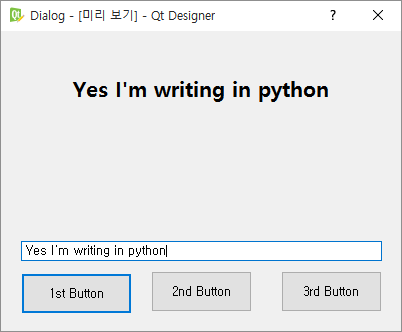 Dialog - [미리 보기] - Qt Designer
Yes I'm writing in python
Yes I'm writing in python
1st Button 2nd Button 3rd Button